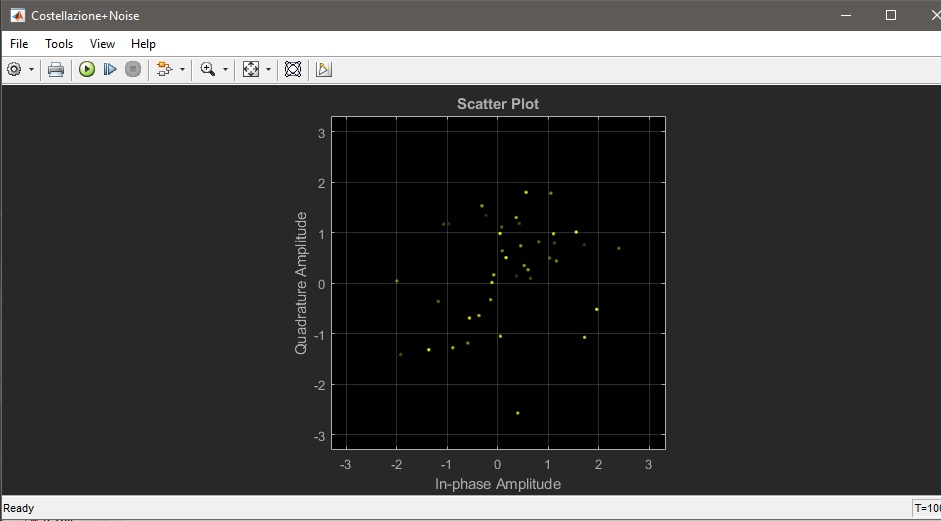 Costellazione+Noise
File Tools View Help
Scatter Plot
3
2
1
0
-1
-2
-3
Quadrature Amplitude
-3 -2 -1 0 1 2 3
In-phase Amplitude
Ready